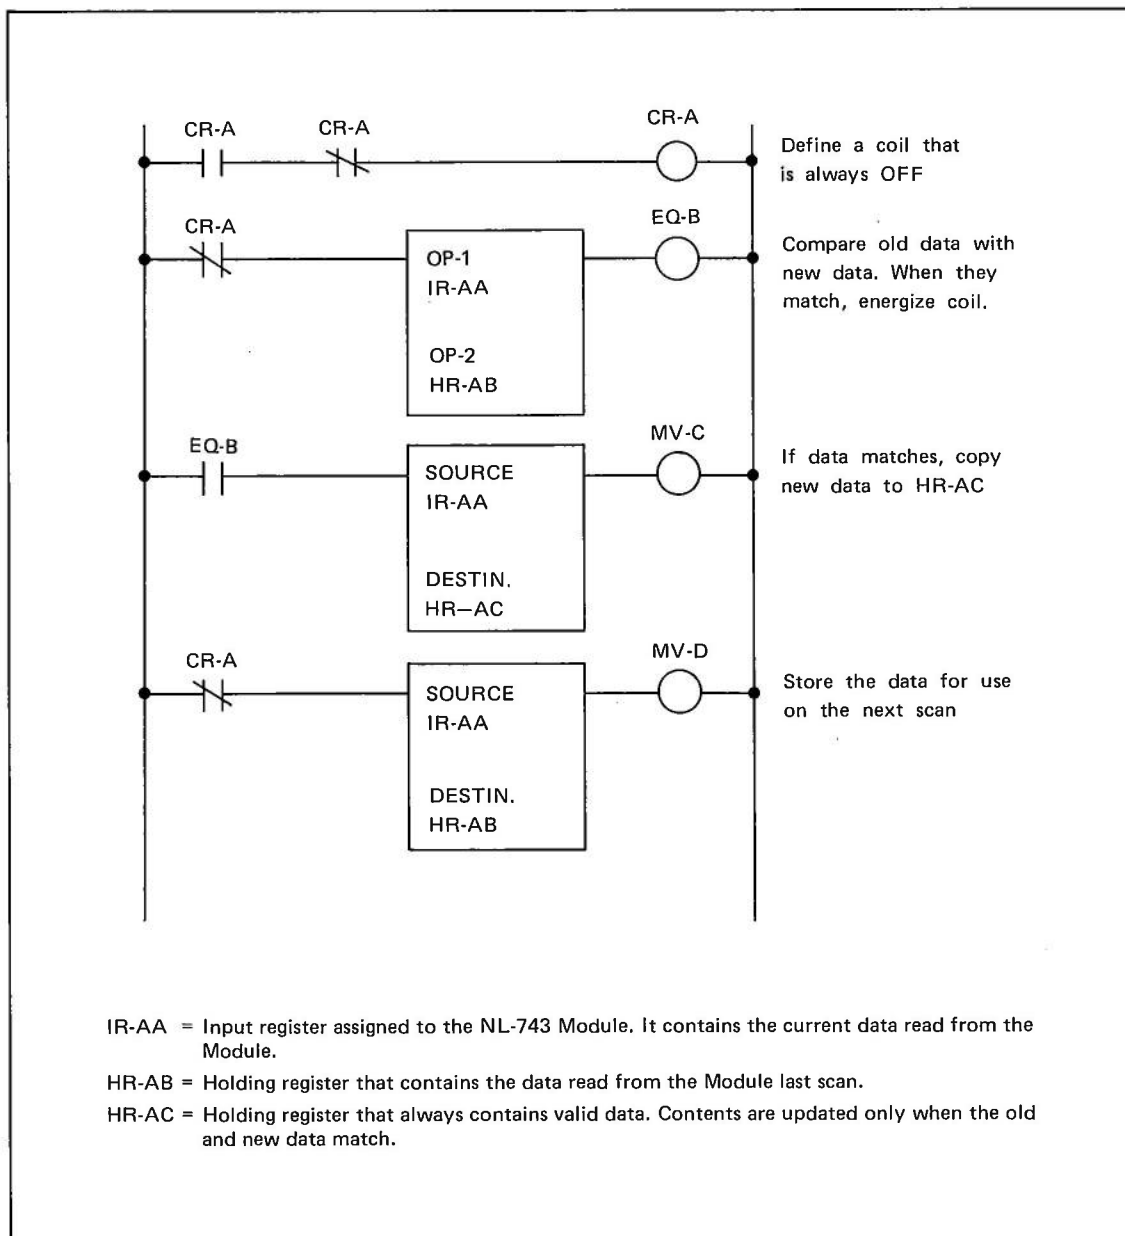 CR-A CR-A CR-A
Define a coil that
is always OFF
CR-A EQ-B
OP-1
IR-AA
OP-2
HR-AB
Compare old data with
new data. When they
match, energize coil.
EQ-B MV-C
SOURCE
IR-AA
DESTIN.
HR—AC
If data matches, copy
new data to HR-AC
CR-A MV-D
SOURCE
IR-AA
DESTIN.
HR-AB
Store the data for use
on the next scan
IR-AA = Input register assigned to the NL-743 Module. It contains the current data read from the
Module.
HR-AB = Holding register that contains the data read from the Module last scan.
HR-AC = Holding register that always contains valid data. Contents are updated only when the old
and new data match.